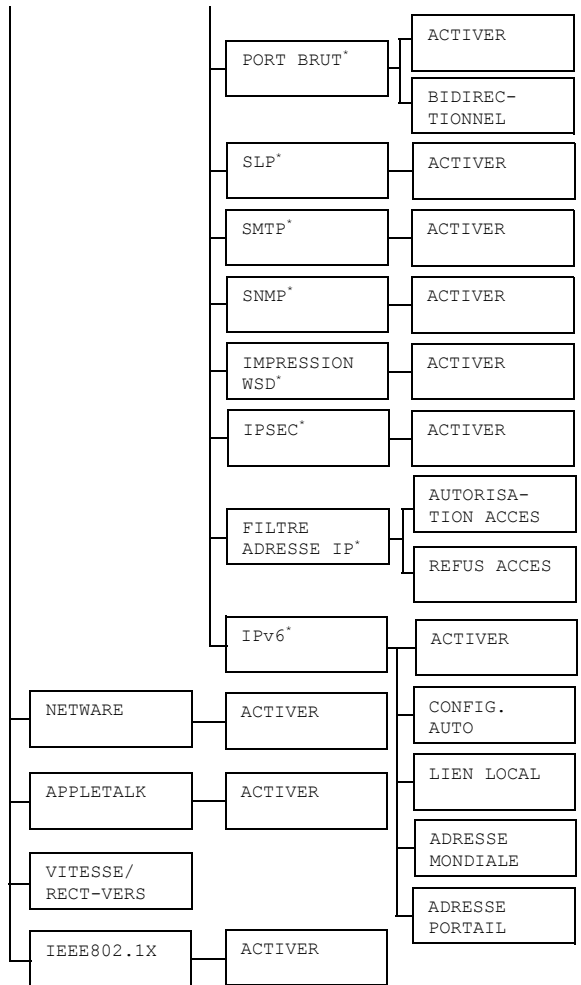 PORT BRUT*
ACTIVER
BIDIREC-
TIONNEL
SLP*
ACTIVER
SMTP*
ACTIVER
SNMP*
ACTIVER
IMPRESSION
WSD*
ACTIVER
IPSEC*
ACTIVER
FILTRE
ADRESSE IP*
AUTORISA-
TION ACCES
REFUS ACCES
IPv6*
ACTIVER
CONFIG.
AUTO
LIEN LOCAL
ADRESSE
MONDIALE
ADRESSE
PORTAIL
NETWARE
ACTIVER
APPLETALK
ACTIVER
VITESSE/
RECT-VERS
IEEE802.1X
ACTIVER